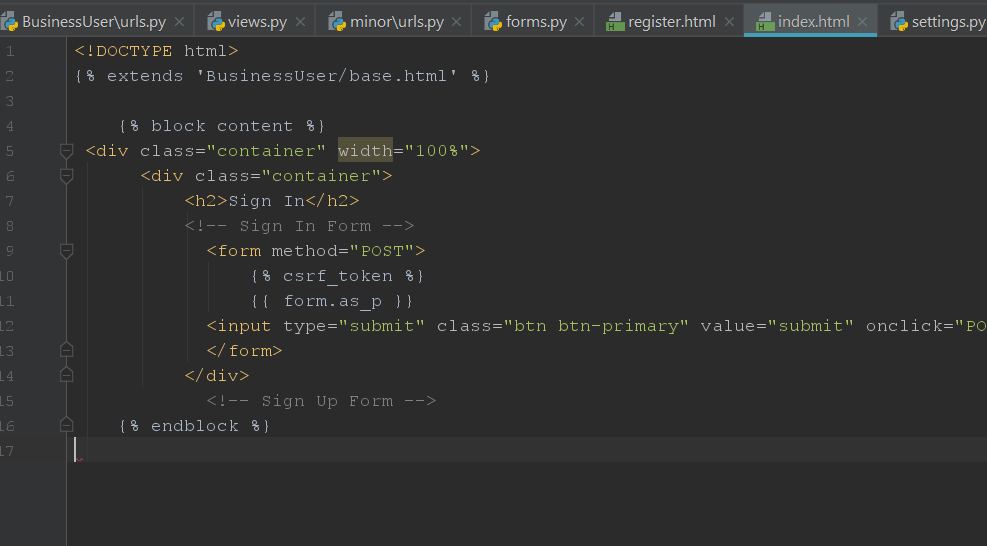 BusinessUser\urls.py × views.py × minor\urls.py × forms.py × register.html × index.html × settings.py
1 <!DOCTYPE html>
2 {% extends 'BusinessUser/base.html' %}
3
4 {% block content %}
5 <div class="container" width="100%">
6 <div class="container">
7 <h2>Sign In</h2>
8 <!-- Sign In Form -->
9 <form method="POST">
10 {% csrf_token %}
11 {{ form.as_p }}
12 <input type="submit" class="btn btn-primary" value="submit" onclick="PO
13 </form>
14 </div>
15 <!-- Sign Up Form -->
16 {% endblock %}
17